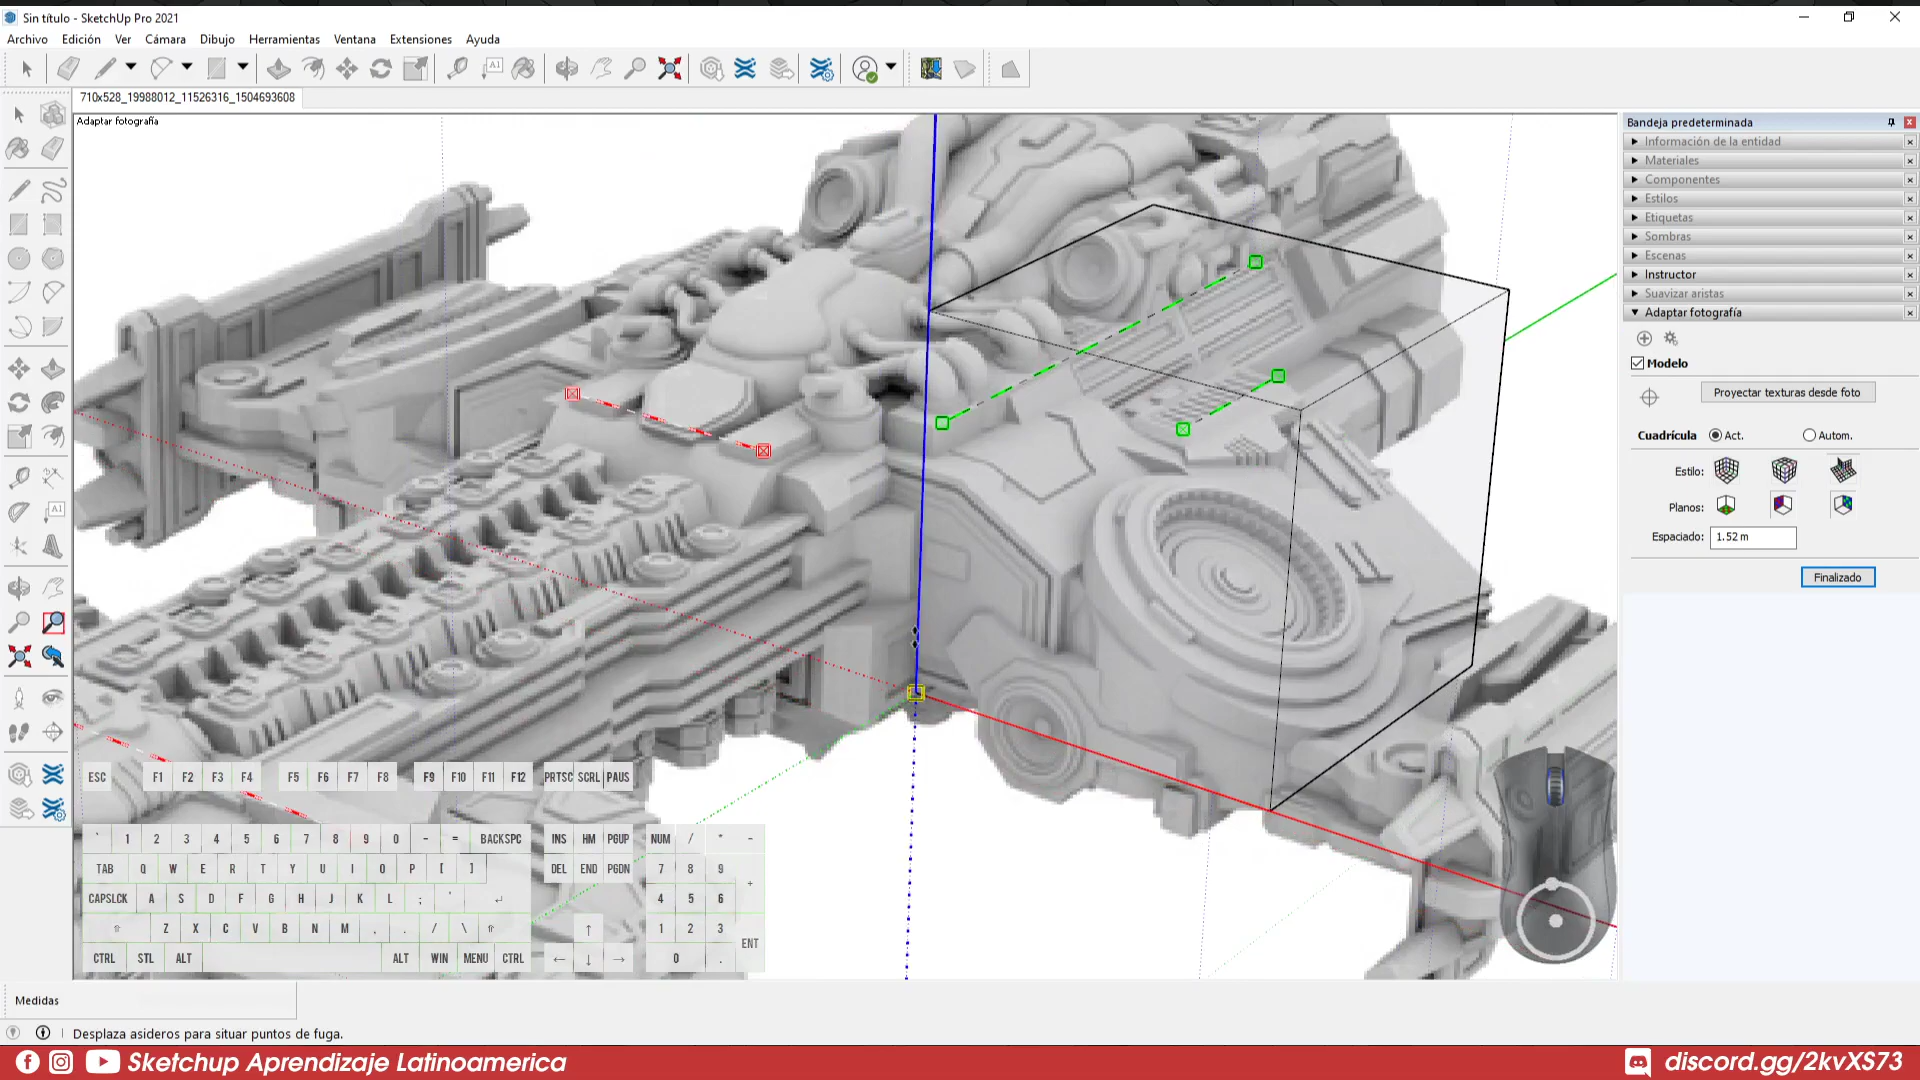 Sin título - SketchUp Pro 2021
Archivo Edición Ver Cámara Dibujo Herramientas Ventana Extensiones Ayuda
710x528_19988012_11526316_1504693608
Adaptar fotografía
Bandeja predeterminada
Información de la entidad
Materiales
Componentes
Estilos
Etiquetas
Sombras
Escenas
Instructor
Suavizar aristas
Adaptar fotografía
Modelo
Proyectar texturas desde foto
Cuadrícula Act. Autom.
Estilo:
Planos:
Espaciado: 1.52 m
Finalizado
ESC F1 F2 F3 F4 F5 F6 F7 F8 F9 F10 F11 F12 PRTSC SCRL PAUS
` 1 2 3 4 5 6 7 8 9 0 - = BACKSPC INS HM PGUP NUM / * -
TAB Q W E R T Y U I O P [ ] DEL END PGDN 7 8 9 +
CAPSLCK A S D F G H J K L ; ' ↵ 4 5 6
⇧ Z X C V B N M , . / \ ⇧ ↑ 1 2 3 ENT
CTRL STL ALT ALT WIN MENU CTRL ← ↓ → 0 .
Medidas
Desplaza asideros para situar puntos de fuga.
Sketchup Aprendizaje Latinoamerica
discord.gg/2kvXS73